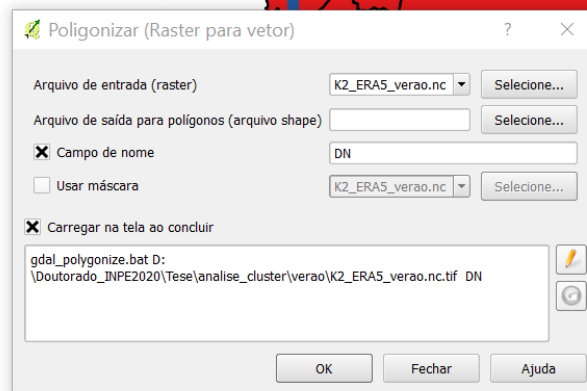 Poligonizar (Raster para vetor)
Arquivo de entrada (raster) K2_ERA5_verao.nc Selecione...
Arquivo de saída para polígonos (arquivo shape) Selecione...
Campo de nome DN
Usar máscara K2_ERA5_verao.nc Selecione...
Carregar na tela ao concluir
gdal_polygonize.bat D:
\Doutorado_INPE2020\Tese\analise_cluster\verao\K2_ERA5_verao.nc.tif DN
OK Fechar Ajuda